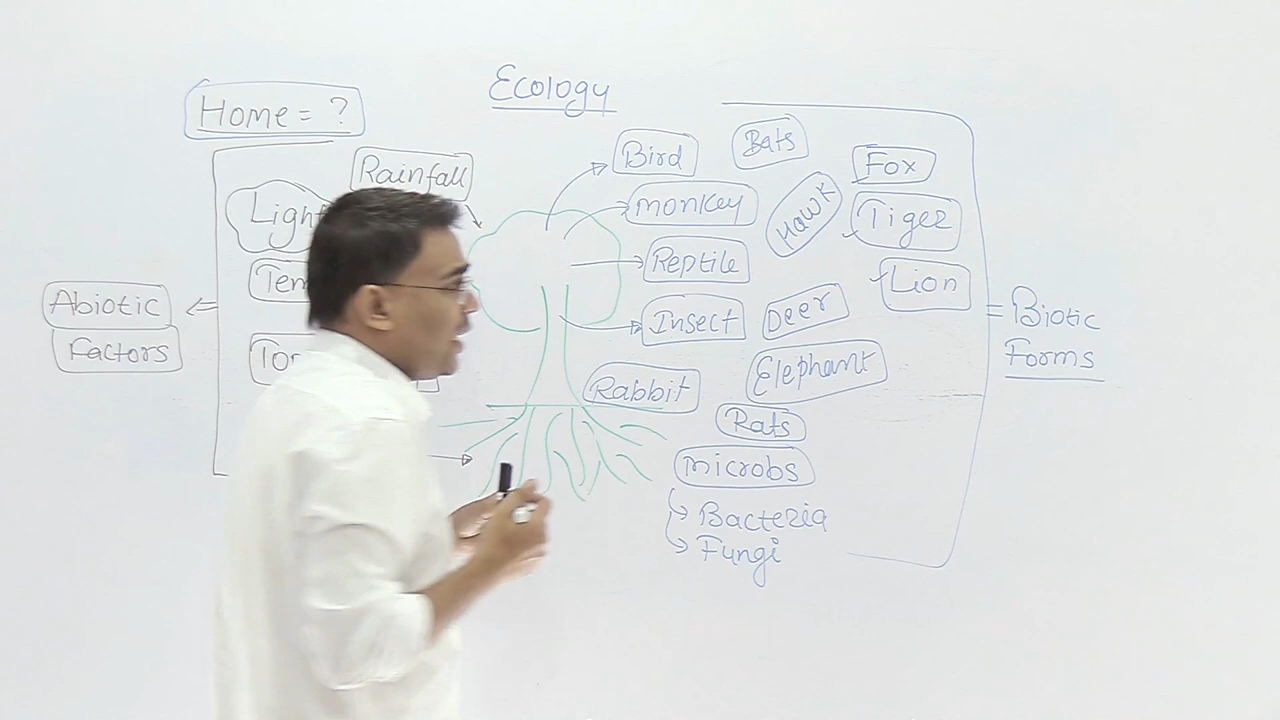 Ecology
Home = ?
Rainfall
Light
Abiotic
Factors
Bird
Bats
Fox
monkey
Hawk
Tiger
Reptile
Lion
Insect
Deer
Rabbit
Elephant
Rats
microbs
Bacteria
Fungi
= Biotic
Forms